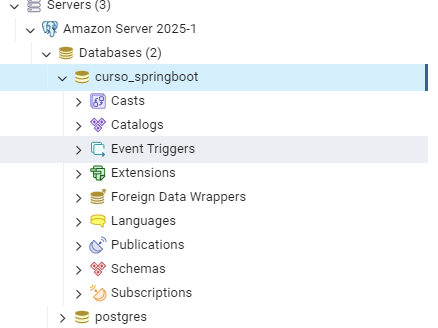 Servers (3)
Amazon Server 2025-1
Databases (2)
curso_springboot
Casts
Catalogs
Event Triggers
Extensions
Foreign Data Wrappers
Languages
Publications
Schemas
Subscriptions
postgres